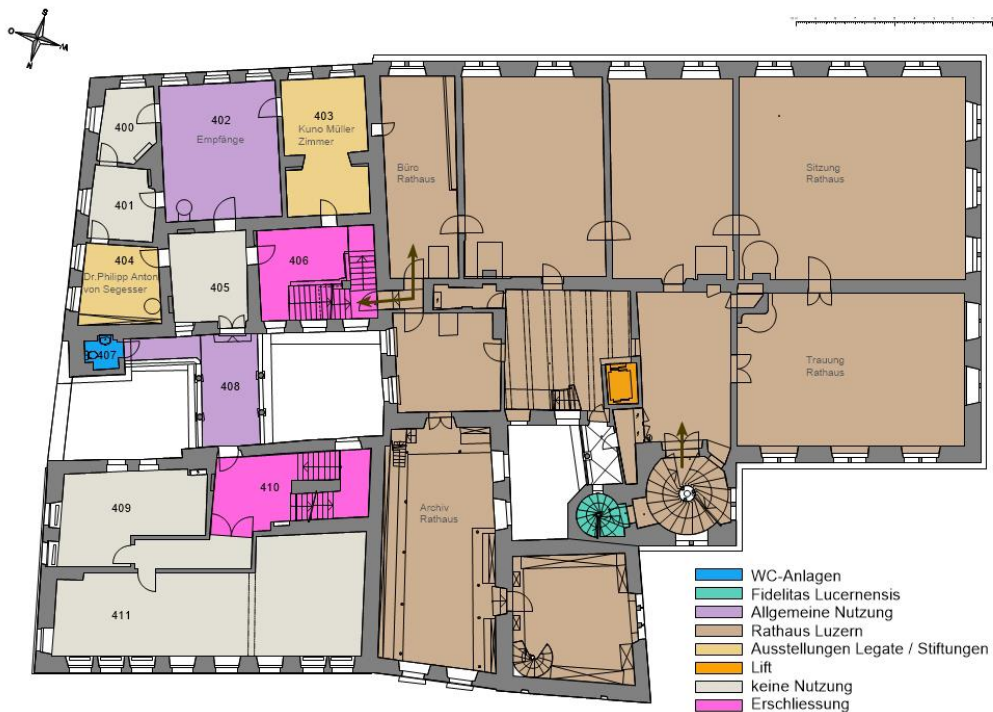 S
O
W
N
400
402
Empfänge
403
Kuno Müller
Zimmer
Büro
Rathaus
Sitzung
Rathaus
401
404
Dr.Philipp Anton
von Segesser
405
406
407
408
Trauung
Rathaus
409
410
Archiv
Rathaus
411
WC-Anlagen
Fidelitas Lucernensis
Allgemeine Nutzung
Rathaus Luzern
Ausstellungen Legate / Stiftungen
Lift
keine Nutzung
Erschliessung